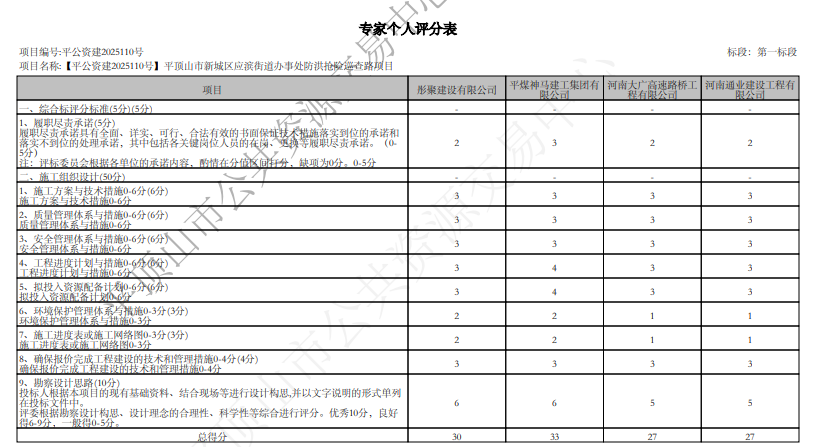 专家个人评分表
项目编号:平公资建2025110号 标段: 第一标段
项目名称:【平公资建2025110号】平顶山市新城区应滨街道办事处防洪抢险巡查路项目
项目 彤聚建设有限公司 平煤神马建工集团有限公司 河南大广高速路桥工程有限公司 河南通业建设工程有限公司
一、综合标评分标准(5分)(5分) - - - -
1、履职尽责承诺(5分)
履职尽责承诺具有全面、详实、可行、合法有效的书面保证技术措施落实到位的承诺和
落实不到位的处理承诺，其中包括各关键岗位人员的在岗、更换等履职尽责承诺。（0-
5分）
注：评标委员会根据各单位的承诺内容，酌情在分值区间打分，缺项为0分。0-5分
2 3 2 2
二、施工组织设计(50分) - - - -
1、施工方案与技术措施0-6分(6分)
施工方案与技术措施0-6分
3 3 3 3
2、质量管理体系与措施0-6分(6分)
质量管理体系与措施0-6分
3 3 3 3
3、安全管理体系与措施0-6分(6分)
安全管理体系与措施0-6分
3 3 3 3
4、工程进度计划与措施0-6分(6分)
工程进度计划与措施0-6分
3 4 3 3
5、拟投入资源配备计划0-6分(6分)
拟投入资源配备计划0-6分
3 4 3 3
6、环境保护管理体系与措施0-3分(3分)
环境保护管理体系与措施0-3分
2 2 1 1
7、施工进度表或施工网络图0-3分(3分)
施工进度表或施工网络图0-3分
2 2 1 1
8、确保报价完成工程建设的技术和管理措施0-4分(4分)
确保报价完成工程建设的技术和管理措施0-4分
3 3 3 3
9、勘察设计思路(10分)
投标人根据本项目的现有基础资料、结合现场等进行设计构思,并以文字说明的形式单列
在投标文件中。
评委根据勘察设计构思、设计理念的合理性、科学性等综合进行评分。优秀10分，良好
得6-9分，一般得0-5分。
6 6 5 5
总得分 30 33 27 27
平顶山市公共资源交易中心
平顶山市公共资源交易中心